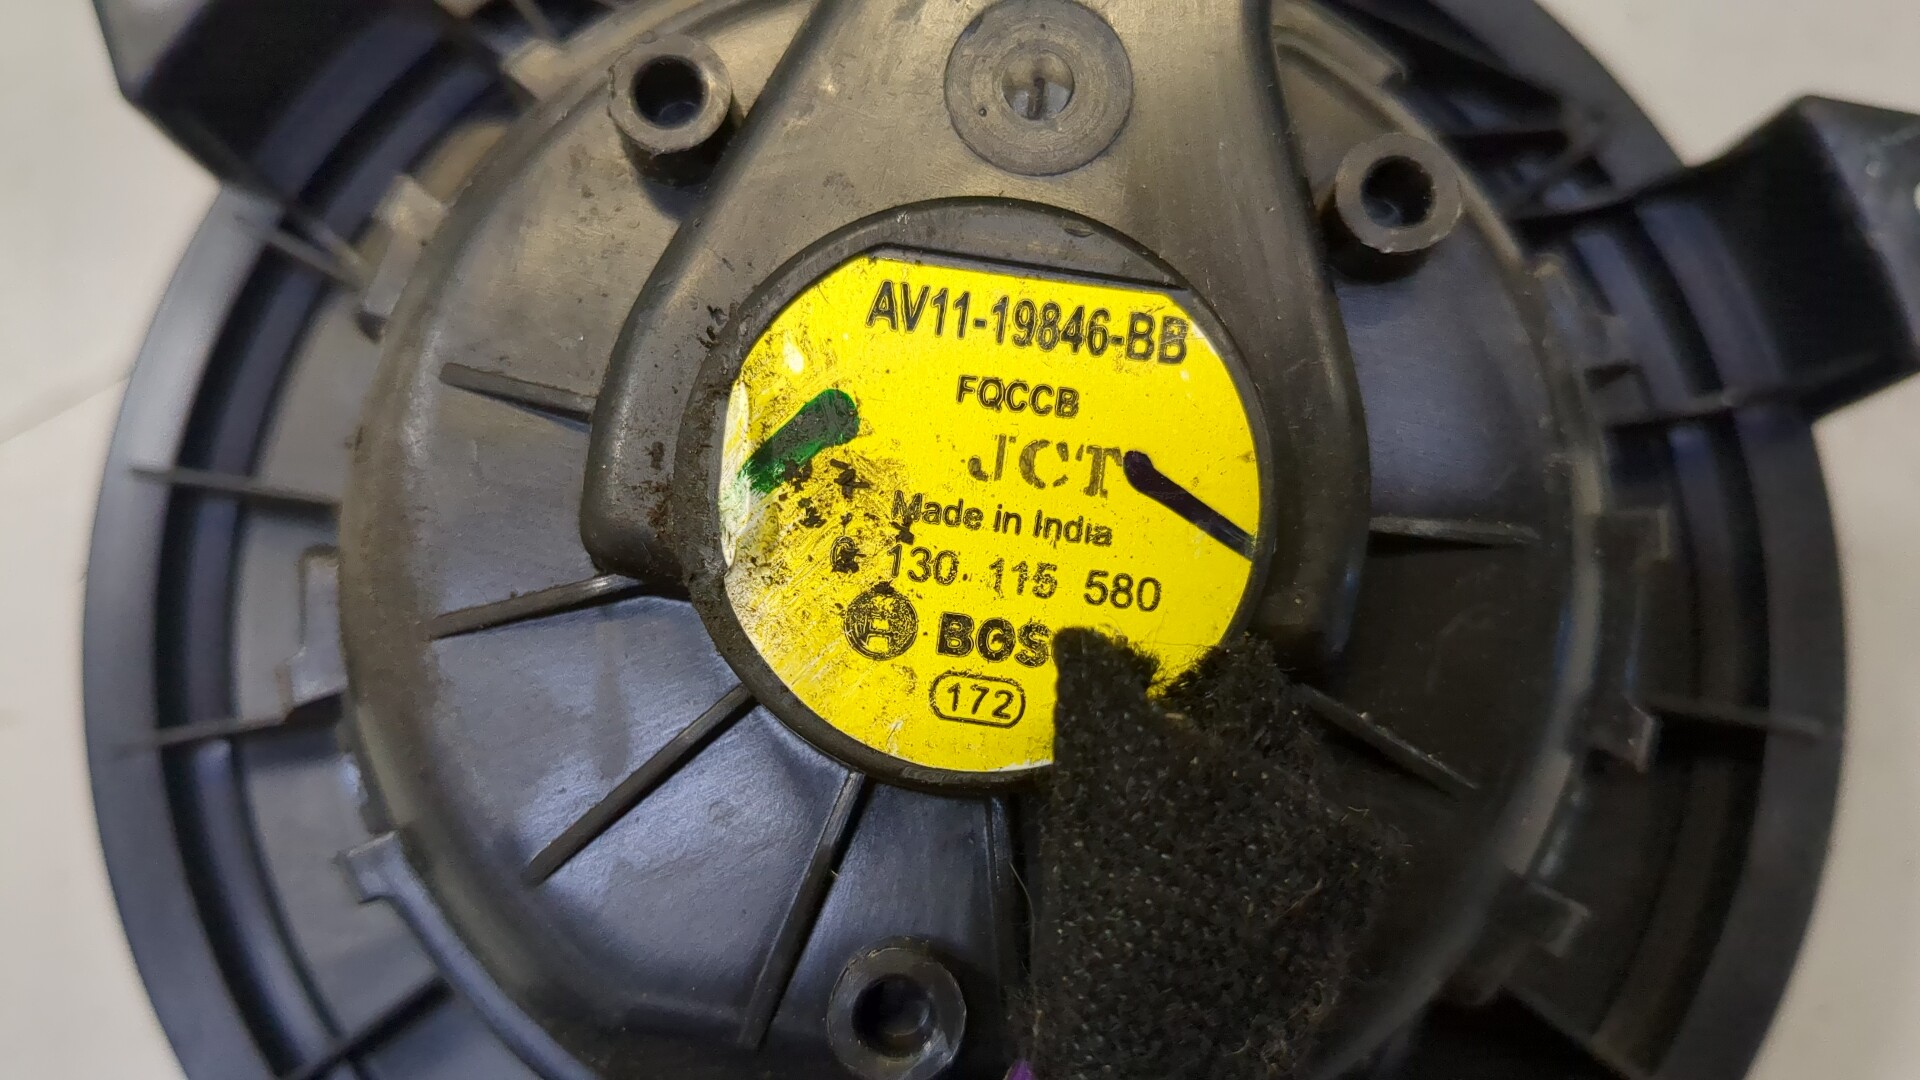 AV11-19846-BB
FQCCB
JCT
Made in India
130 115 580
172